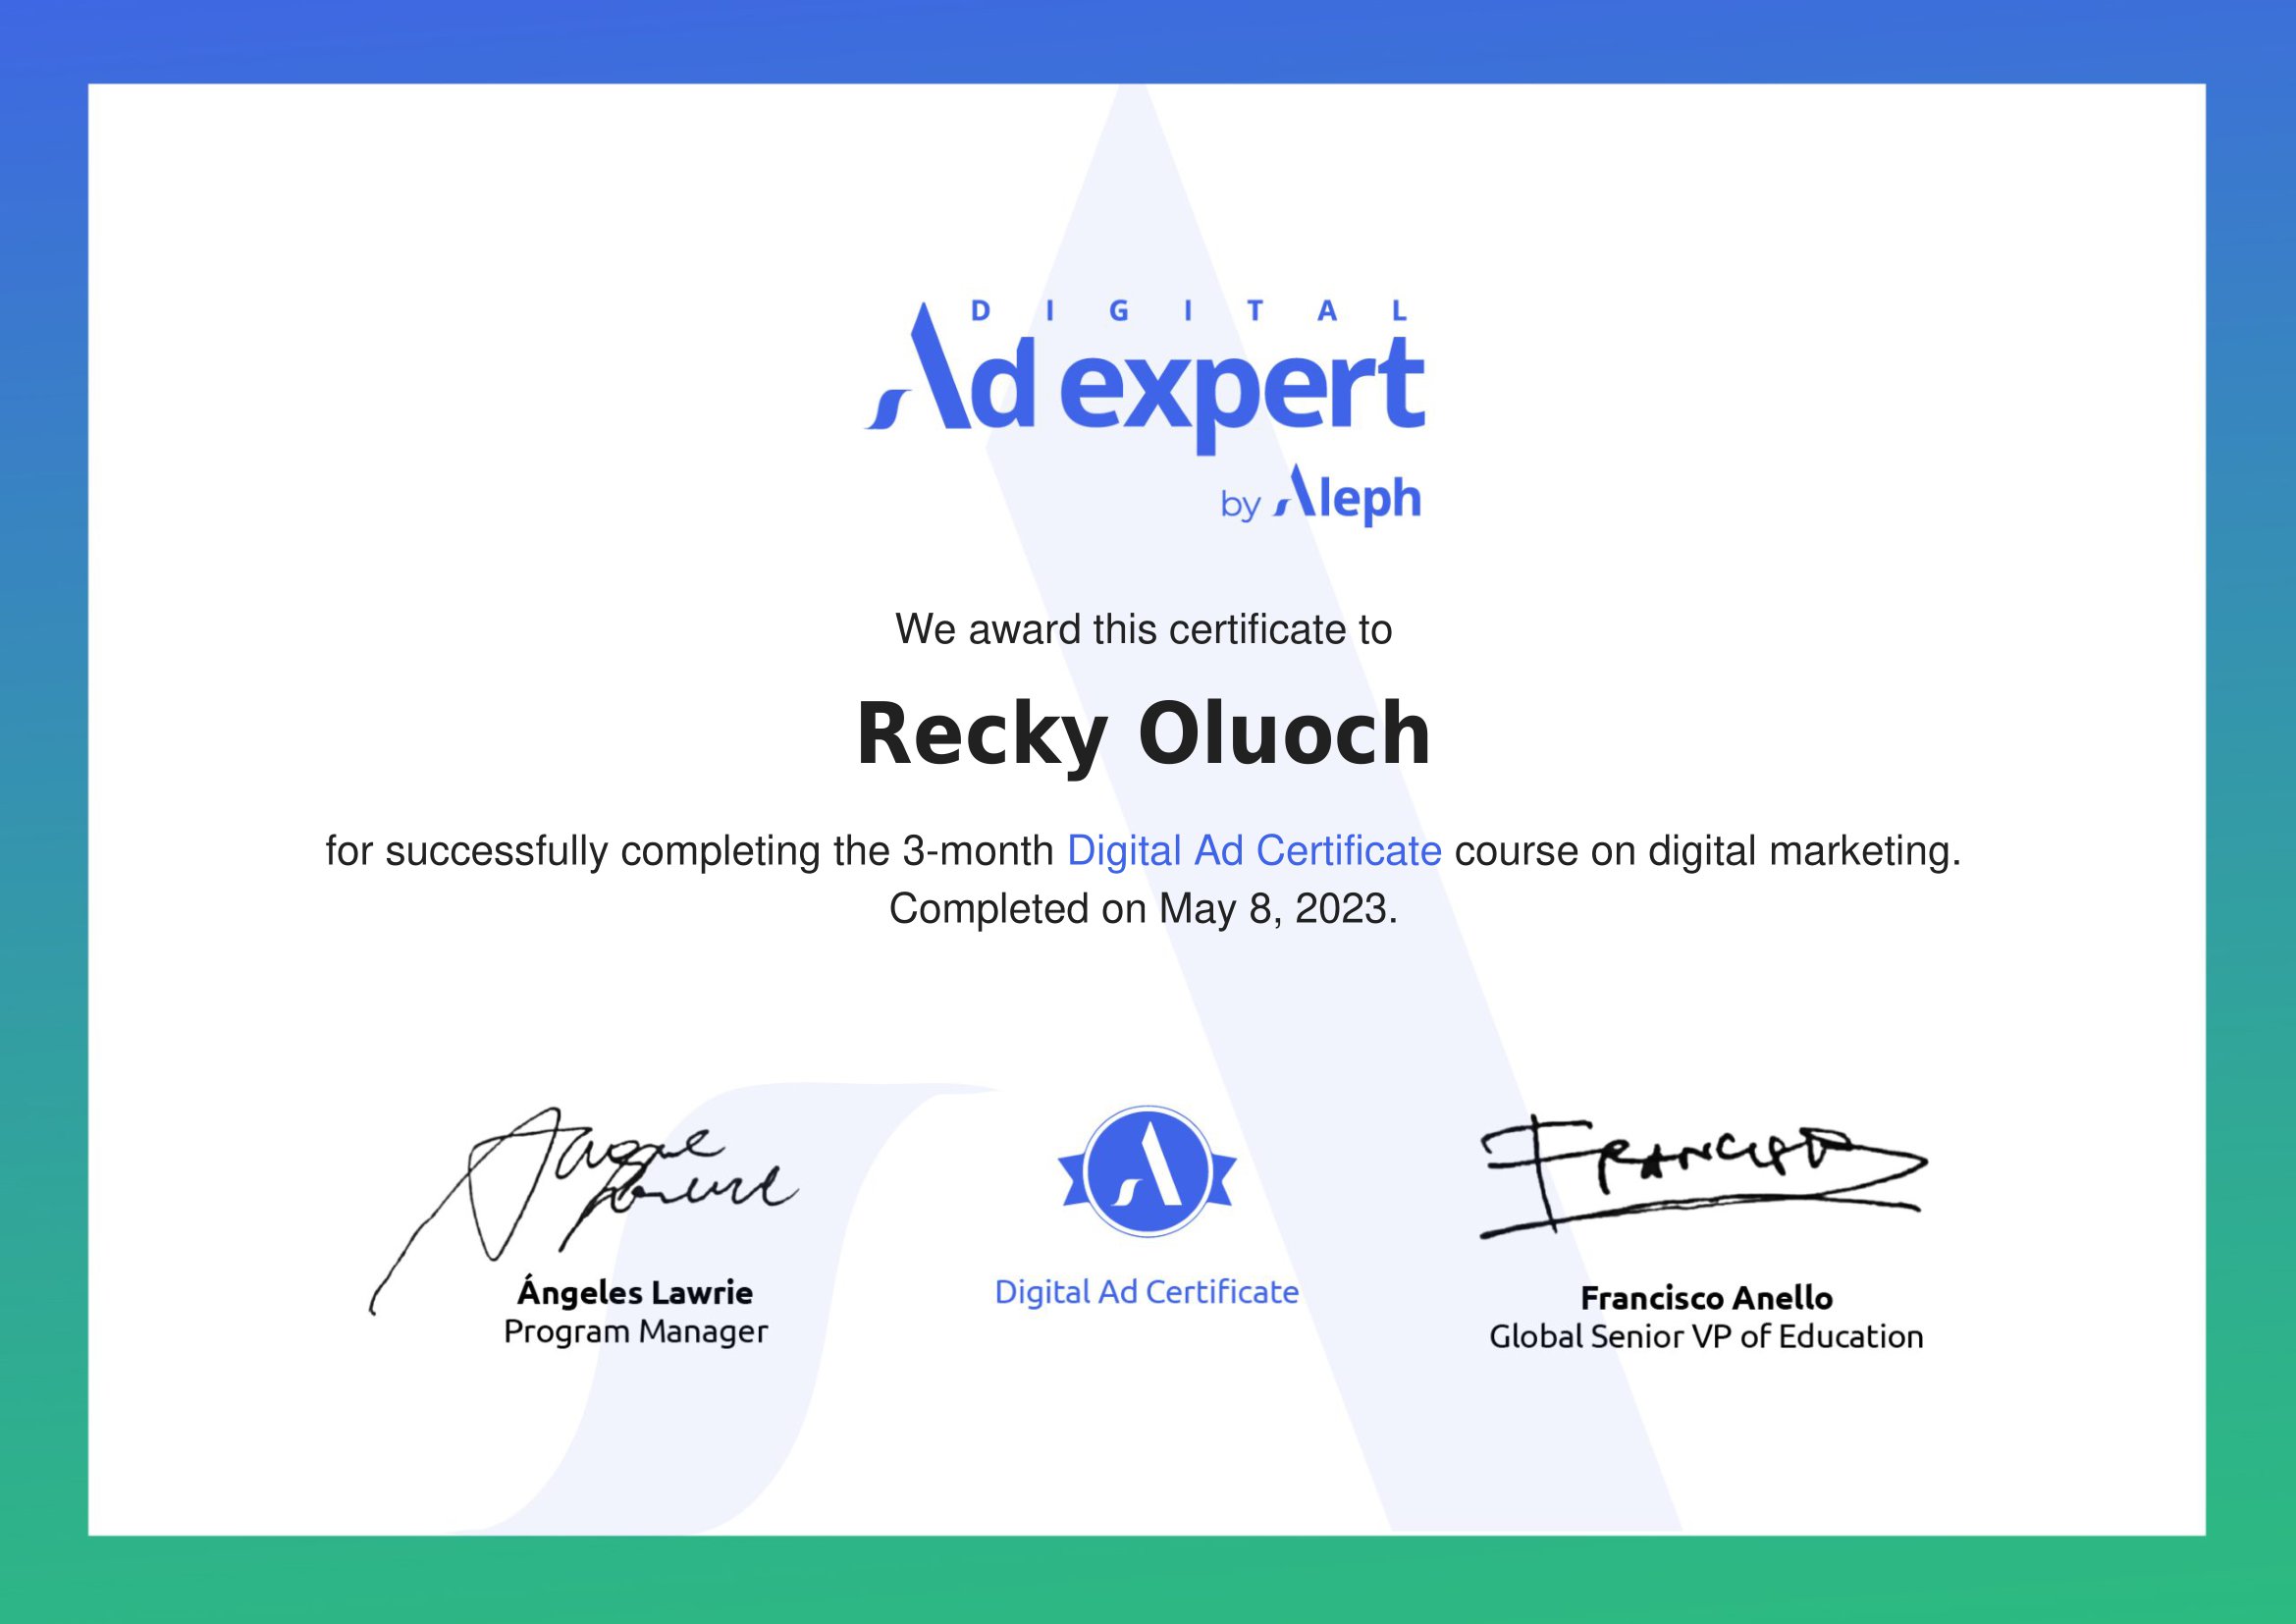 DIGITAL
Ad expert
by Aleph
We award this certificate to
Recky Oluoch
for successfully completing the 3-month Digital Ad Certificate course on digital marketing.
Completed on May 8, 2023.
Francisco
Ángeles Lawrie
Program Manager
Digital Ad Certificate
Francisco Anello
Global Senior VP of Education